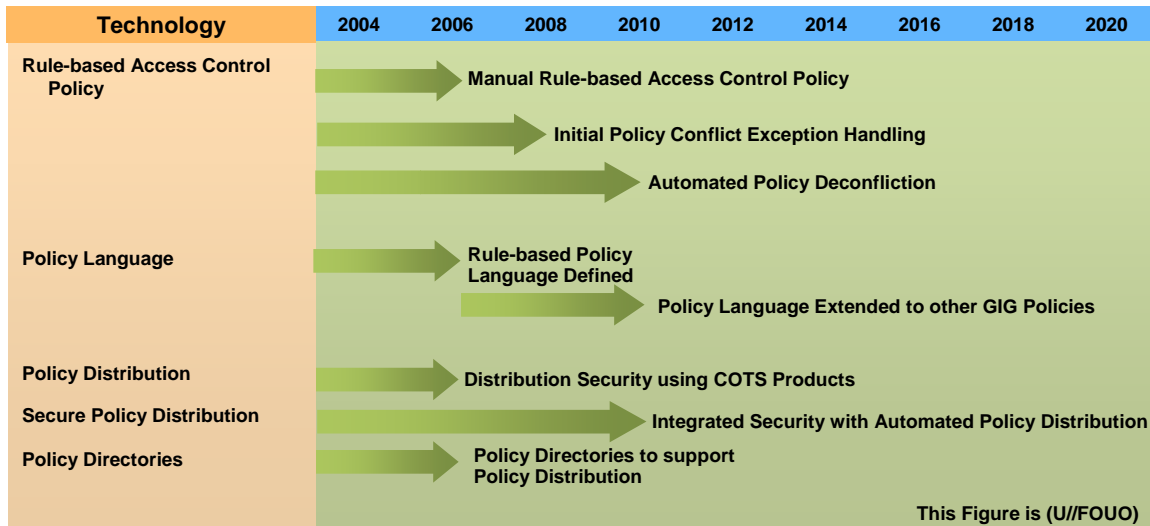 Technology 2004 2006 2008 2010 2012 2014 2016 2018 2020
Rule-based Access Control
Policy
Manual Rule-based Access Control Policy
Initial Policy Conflict Exception Handling
Automated Policy Deconfliction
Policy Language
Rule-based Policy
Language Defined
Policy Language Extended to other GIG Policies
Policy Distribution
Distribution Security using COTS Products
Secure Policy Distribution
Integrated Security with Automated Policy Distribution
Policy Directories
Policy Directories to support
Policy Distribution
This Figure is (U//FOUO)